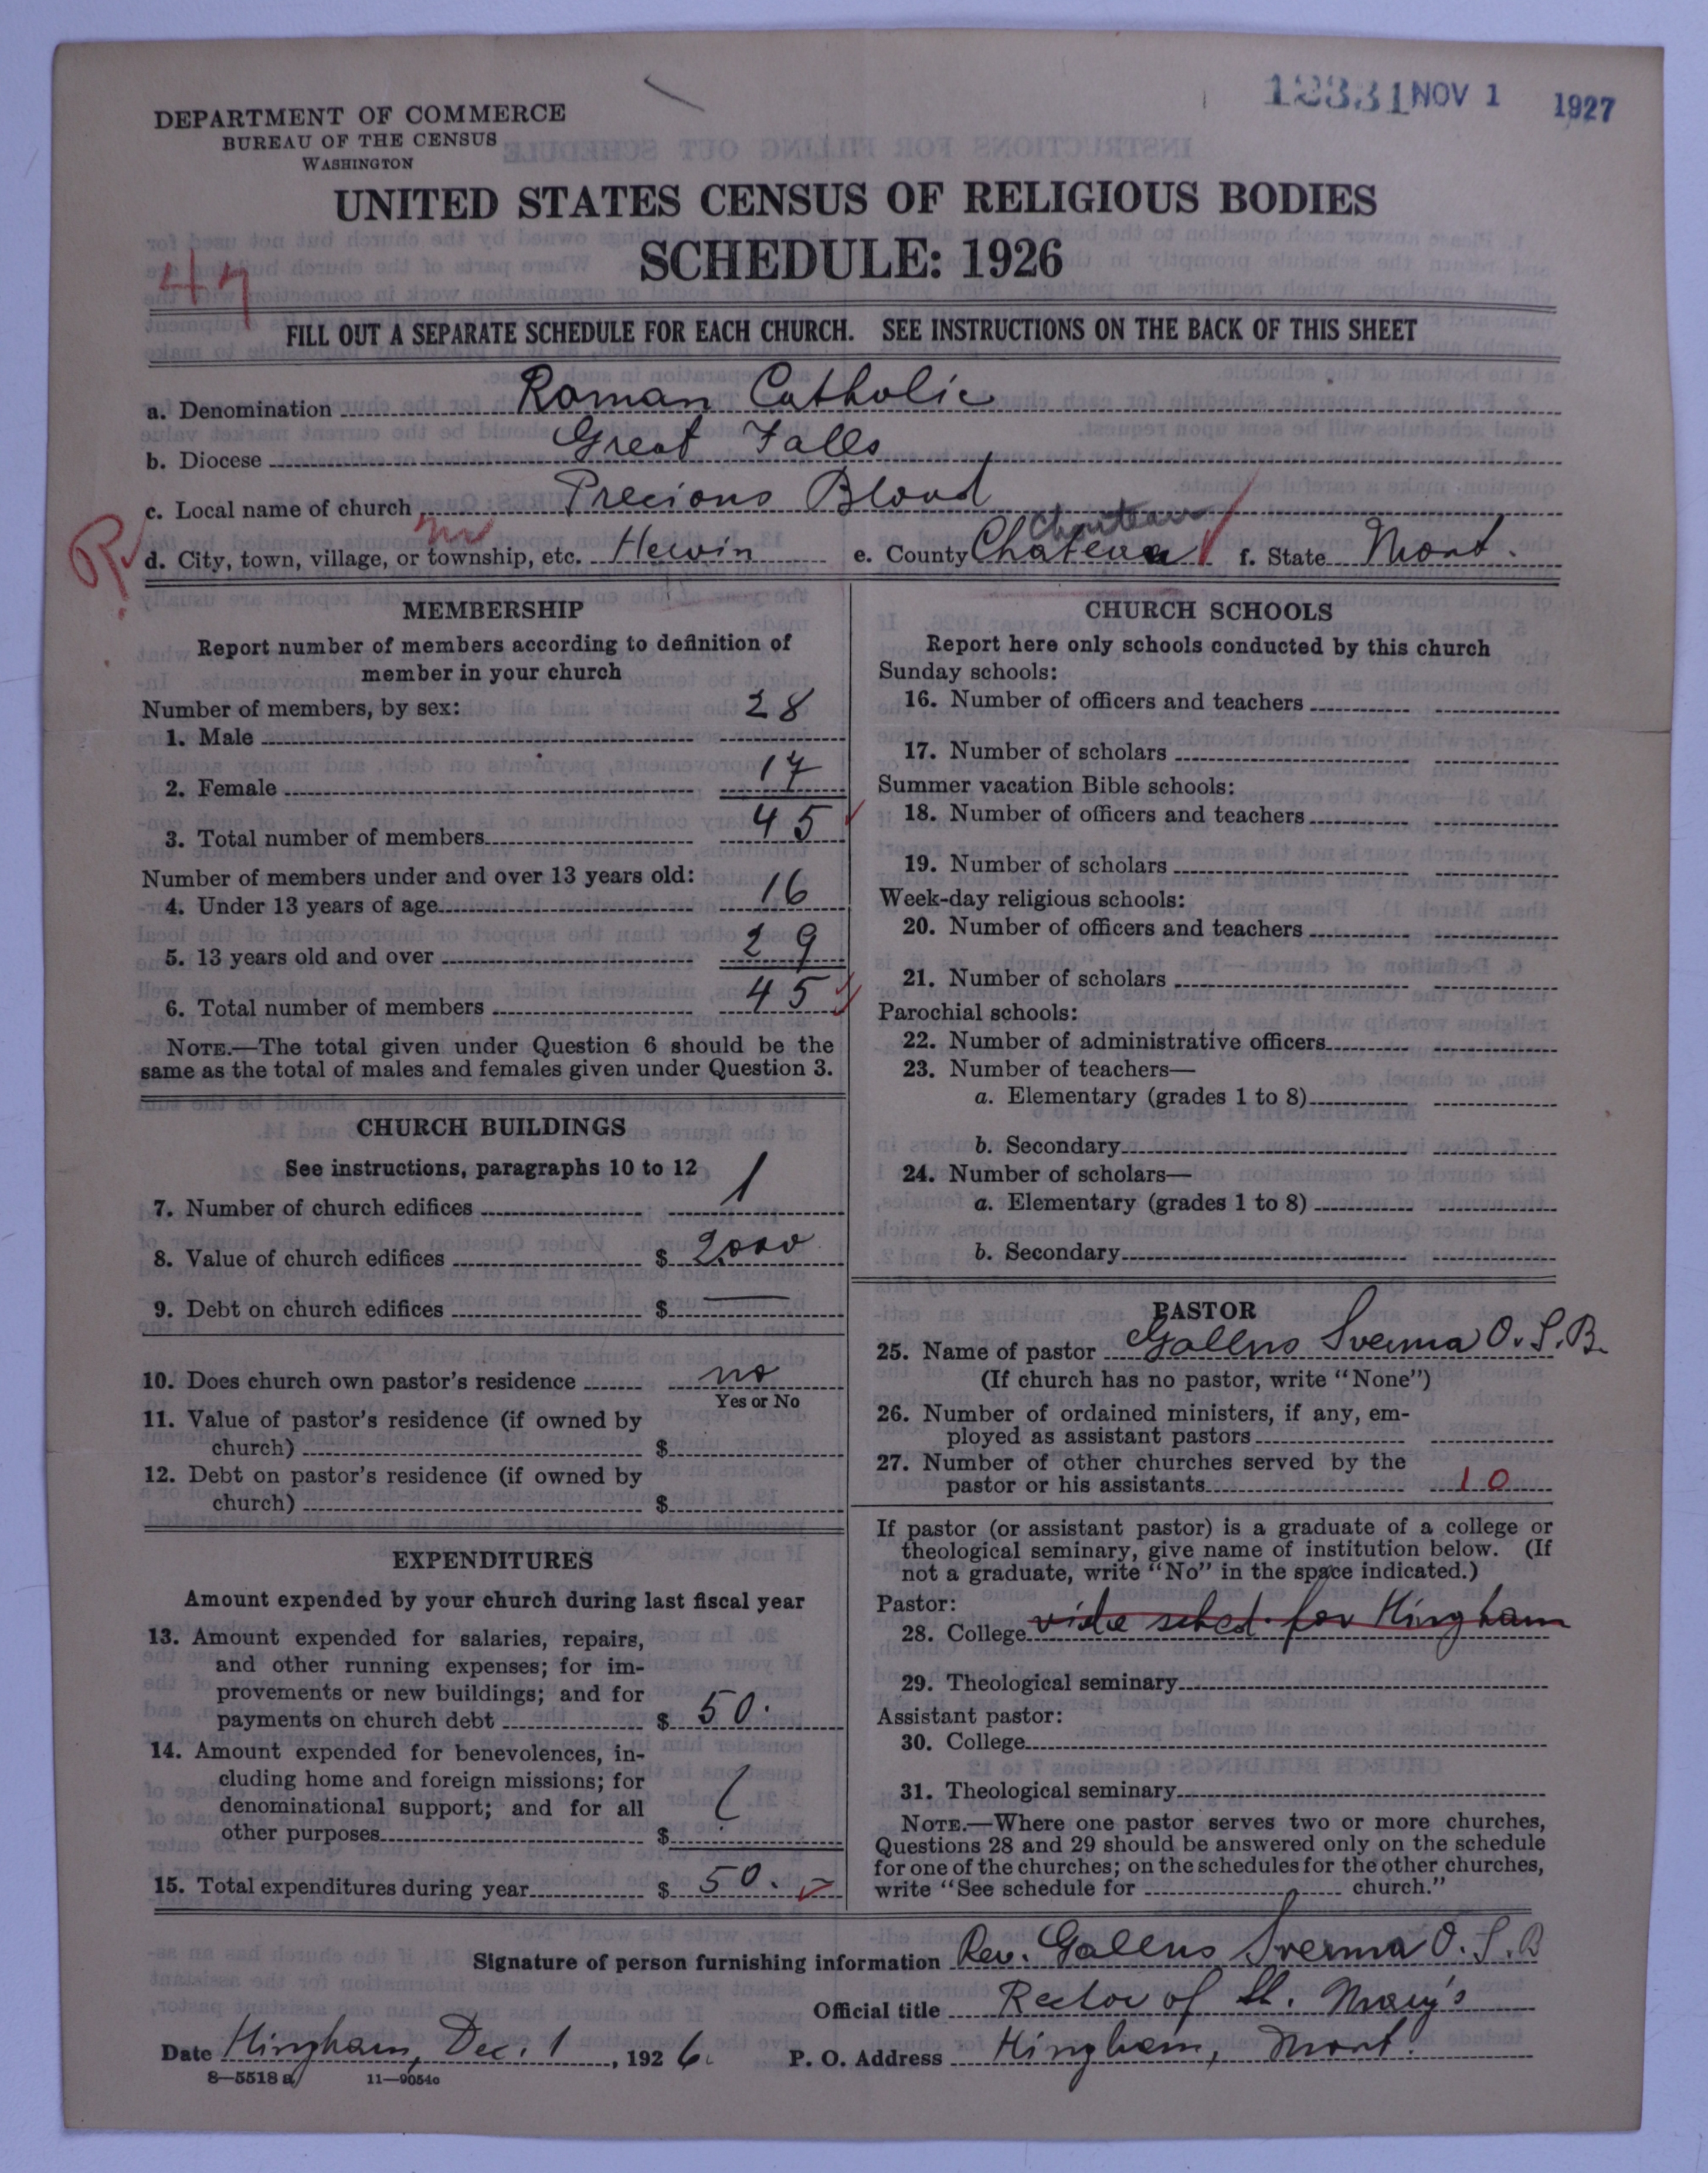 12331 NOV 1 1927
DEPARTMENT OF COMMERCE
BUREAU OF THE CENSUS
WASHINGTON
UNITED STATES CENSUS OF RELIGIOUS BODIES
SCHEDULE: 1926
FILL OUT A SEPARATE SCHEDULE FOR EACH CHURCH. SEE INSTRUCTIONS ON THE BACK OF THIS SHEET
a. Denomination Roman Catholic
b. Diocese Great Falls
c. Local name of church Precious Blood
Chouteau
d. City, town, village, or township, etc. e. County Chateau f. State Mont.
MEMBERSHIP
Report number of members according to definition of
member in your church
Number of members, by sex:
1. Male 28
2. Female 17
3. Total number of members 45
Number of members under and over 13 years old:
4. Under 13 years of age 16
5. 13 years old and over 29
6. Total number of members 45
NOTE.—The total given under Question 6 should be the
same as the total of males and females given under Question 3.
CHURCH BUILDINGS
See instructions, paragraphs 10 to 12
7. Number of church edifices 1
8. Value of church edifices $ 2000
9. Debt on church edifices $ —
10. Does church own pastor's residence no
Yes or No
11. Value of pastor's residence (if owned by
church) $
12. Debt on pastor's residence (if owned by
church) $
EXPENDITURES
Amount expended by your church during last fiscal year
13. Amount expended for salaries, repairs,
and other running expenses; for im-
provements or new buildings; and for
payments on church debt $ 50.
14. Amount expended for benevolences, in-
cluding home and foreign missions; for
denominational support; and for all
other purposes $
15. Total expenditures during year $ 50.
CHURCH SCHOOLS
Report here only schools conducted by this church
Sunday schools:
16. Number of officers and teachers
17. Number of scholars
Summer vacation Bible schools:
18. Number of officers and teachers
19. Number of scholars
Week-day religious schools:
20. Number of officers and teachers
21. Number of scholars
Parochial schools:
22. Number of administrative officers
23. Number of teachers—
a. Elementary (grades 1 to 8)
b. Secondary
24. Number of scholars—
a. Elementary (grades 1 to 8)
b. Secondary
PASTOR
25. Name of pastor Gallus O.S.B.
(If church has no pastor, write "None")
26. Number of ordained ministers, if any, em-
ployed as assistant pastors
27. Number of other churches served by the
pastor or his assistants 10
If pastor (or assistant pastor) is a graduate of a college or
theological seminary, give name of institution below. (If
not a graduate, write "No" in the space indicated.)
Pastor:
28. College vide sched. for Hingham
29. Theological seminary
Assistant pastor:
30. College
31. Theological seminary
NOTE.—Where one pastor serves two or more churches,
Questions 28 and 29 should be answered only on the schedule
for one of the churches; on the schedules for the other churches,
write "See schedule for church."
Signature of person furnishing information Rev. Gallus O.S.B
Official title Rector of St. Mary's
Date Hingham, Dec. 1, 1926. P. O. Address Hingham, Mont.
8—5518 a 11—9054c